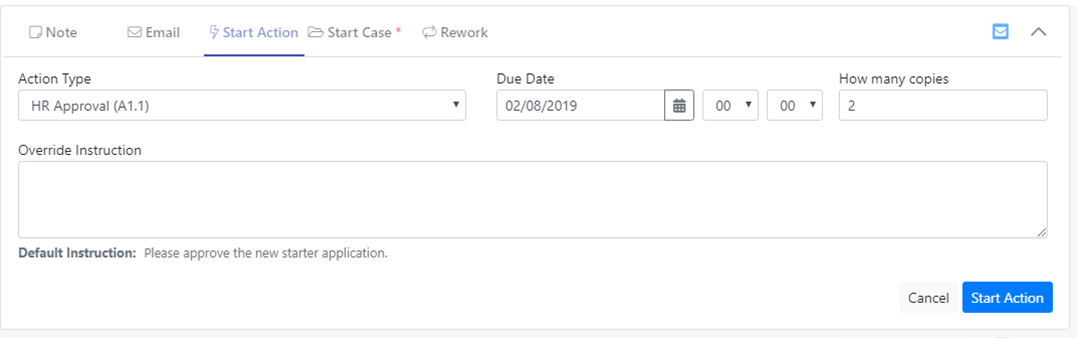 Note Email Start Action Start Case * Rework
Action Type Due Date How many copies
HR Approval (A1.1) 02/08/2019 00 00 2
Override Instruction
Default Instruction: Please approve the new starter application.
Cancel Start Action